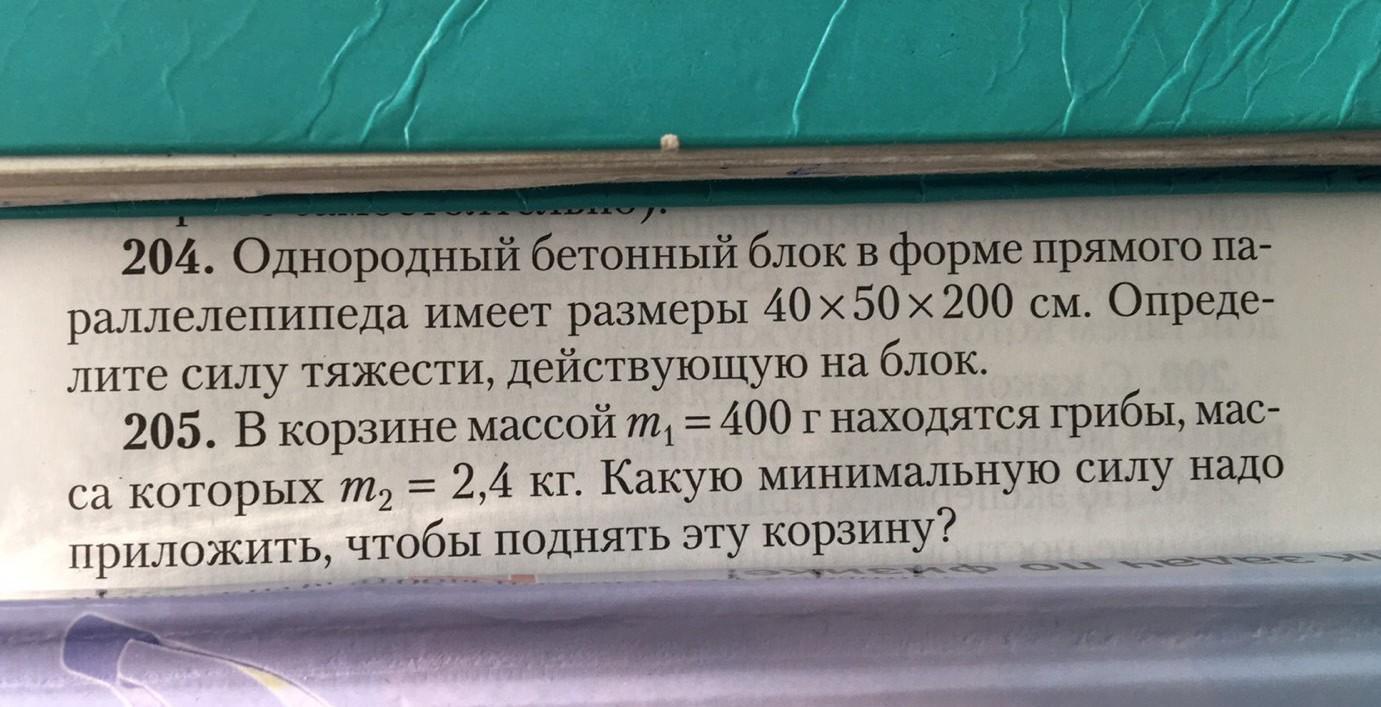 204. Однородный бетонный блок в форме прямого па-
раллелепипеда имеет размеры 40×50×200 см. Опреде-
лите силу тяжести, действующую на блок.
205. В корзине массой m₁ = 400 г находятся грибы, мас-
са которых m₂ = 2,4 кг. Какую минимальную силу надо
приложить, чтобы поднять эту корзину?